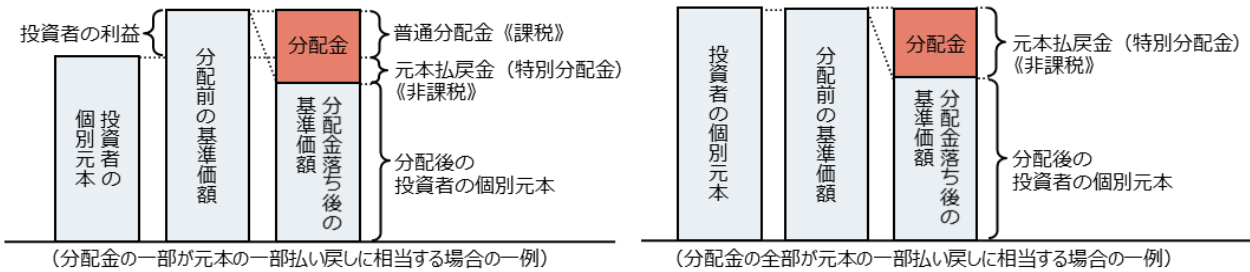 投資者の利益
投資者の
個別元本
分配前の基準価額
分配金
分配金落ち後の
基準価額
普通分配金《課税》
元本払戻金（特別分配金）
《非課税》
分配後の
投資者の個別元本
（分配金の一部が元本の一部払い戻しに相当する場合の一例）
投資者の個別元本
分配前の基準価額
分配金
分配金落ち後の
基準価額
元本払戻金（特別分配金）
《非課税》
分配後の
投資者の個別元本
（分配金の全部が元本の一部払い戻しに相当する場合の一例）